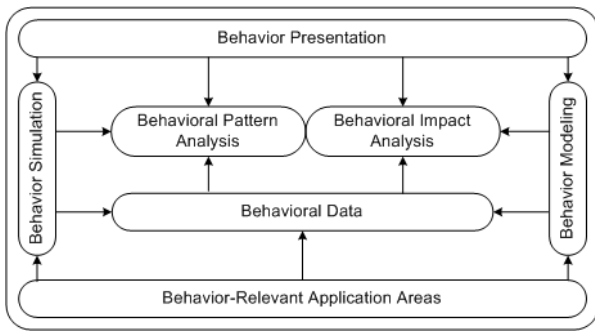 Behavior Presentation
Behavior Simulation
Behavioral Pattern
Analysis
Behavioral Impact
Analysis
Behavior Modeling
Behavioral Data
Behavior-Relevant Application Areas